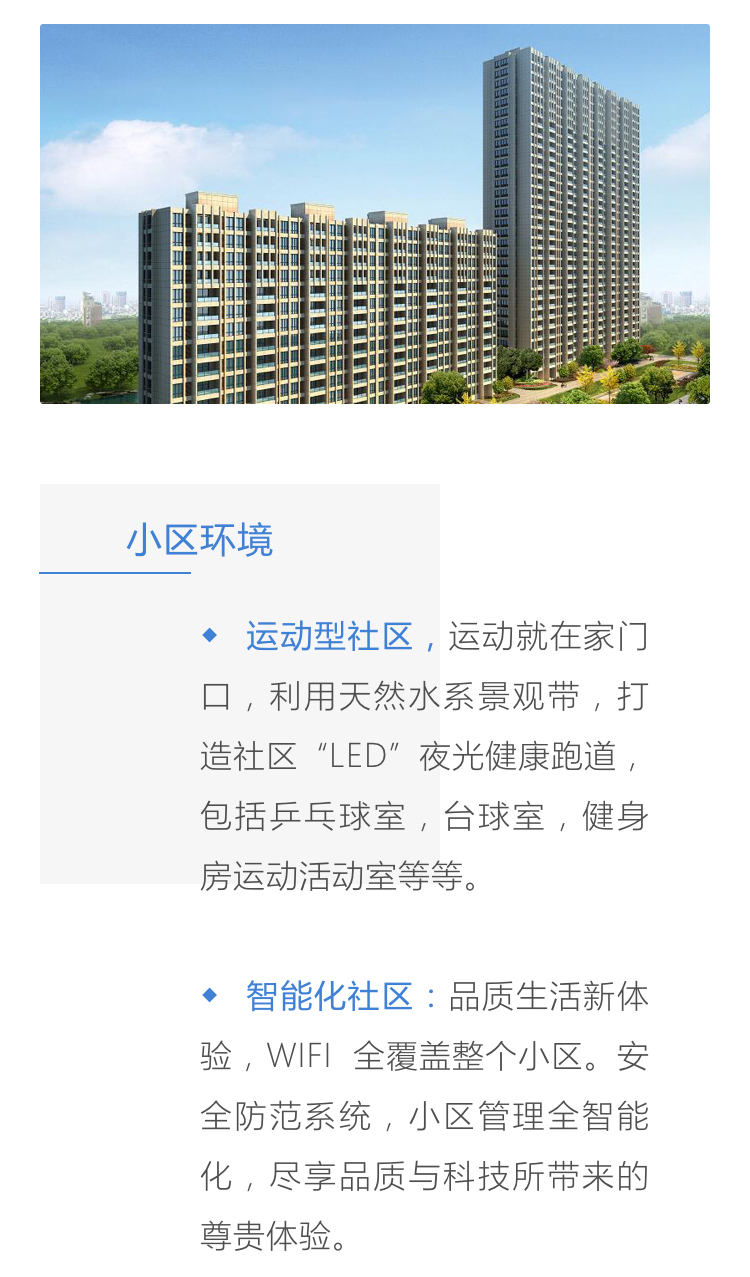 小区环境
◆ 运动型社区，运动就在家门
口，利用天然水系景观带，打
造社区“LED”夜光健康跑道，
包括乒乓球室，台球室，健身
房运动活动室等等。
◆ 智能化社区：品质生活新体
验，WIFI 全覆盖整个小区。安
全防范系统，小区管理全智能
化，尽享品质与科技所带来的
尊贵体验。